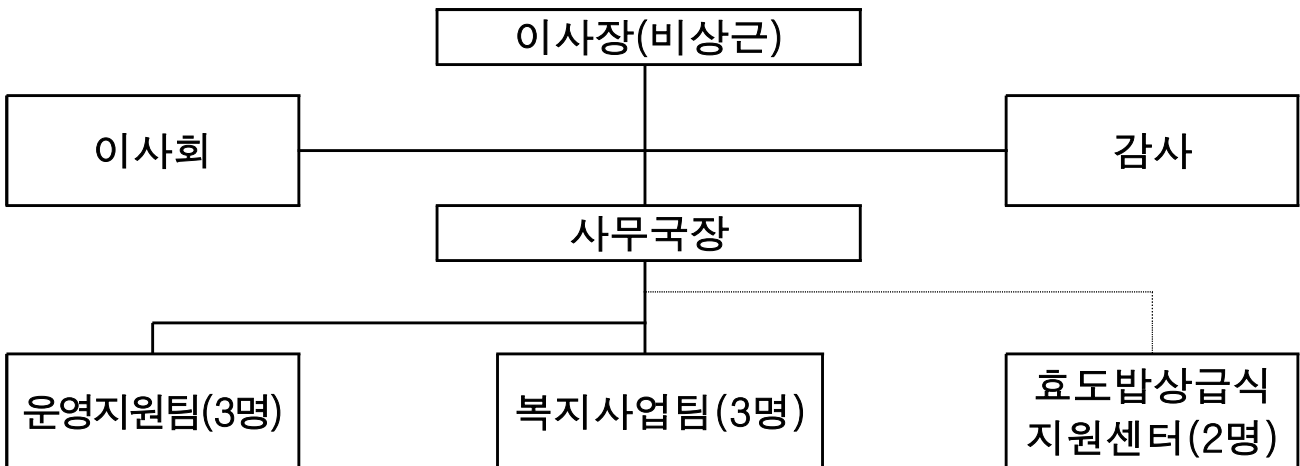 이사장(비상근)
이사회
감사
사무국장
운영지원팀(3명)
복지사업팀(3명)
효도밥상급식
지원센터(2명)